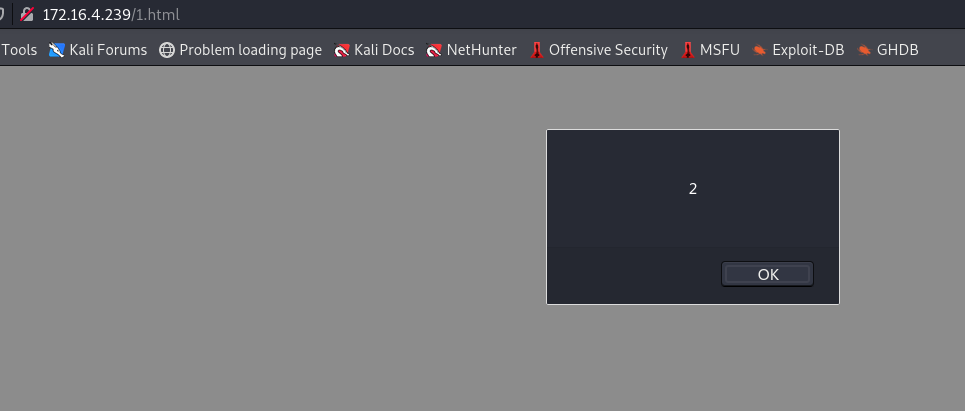 172.16.4.239/1.html
Tools Kali Forums Problem loading page Kali Docs NetHunter Offensive Security MSFU Exploit-DB GHDB
2
OK